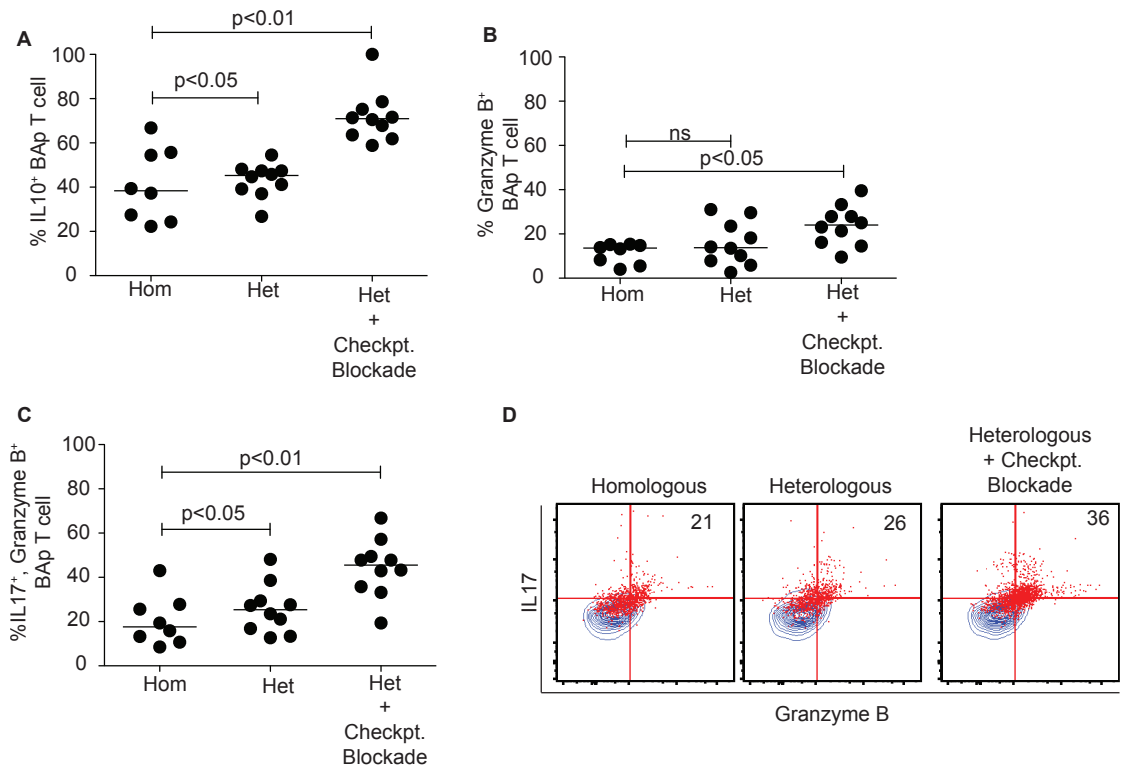 A
p<0.01
p<0.05
% IL10⁺ BAp T cell
100
80
60
40
20
0
Hom
Het
Het
+
Checkpt.
Blockade
B
ns
p<0.05
% Granzyme B⁺
BAp T cell
100
80
60
40
20
0
Hom
Het
Het
+
Checkpt.
Blockade
C
p<0.01
p<0.05
%IL17⁺, Granzyme B⁺
BAp T cell
100
80
60
40
20
0
Hom
Het
Het
+
Checkpt.
Blockade
D
Homologous
Heterologous
Heterologous
+ Checkpt.
Blockade
21
26
36
IL17
Granzyme B